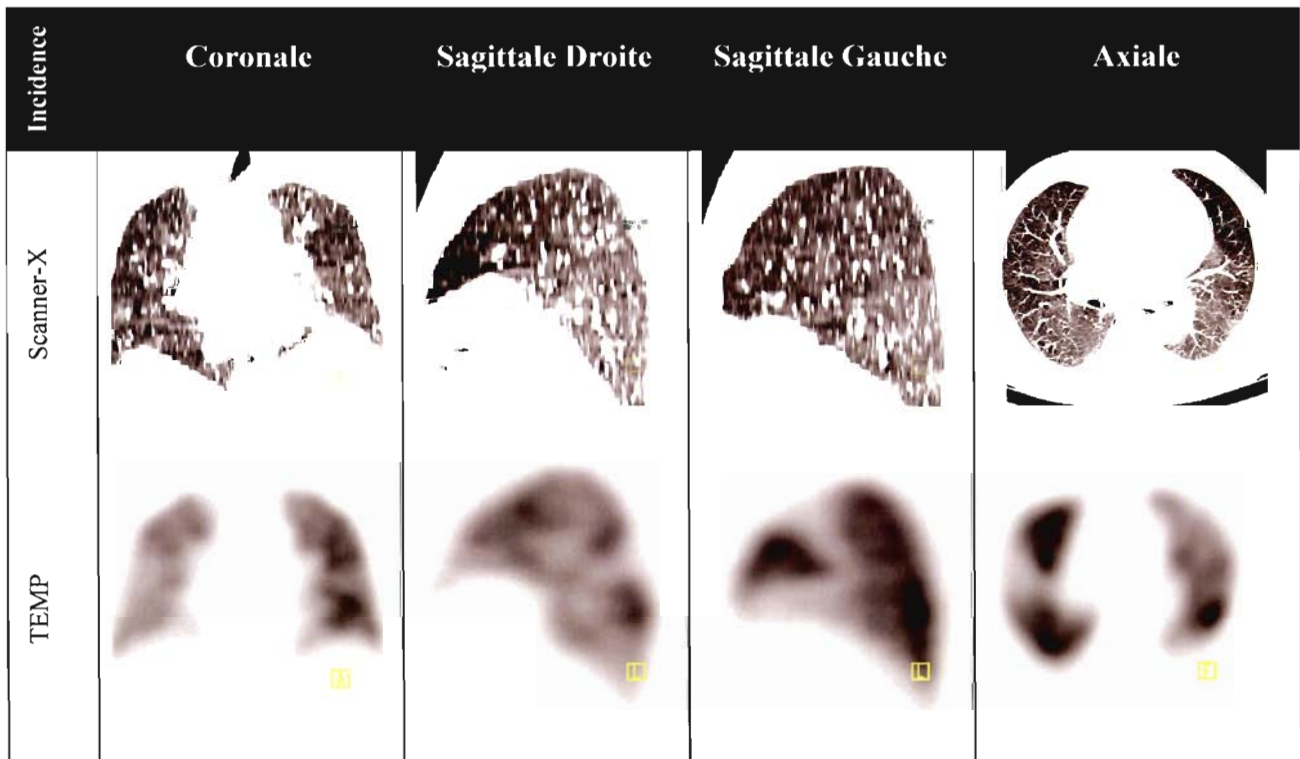 Incidence
Coronale
Sagittale Droite
Sagittale Gauche
Axiale
Scanner-X
TEMP
L
L